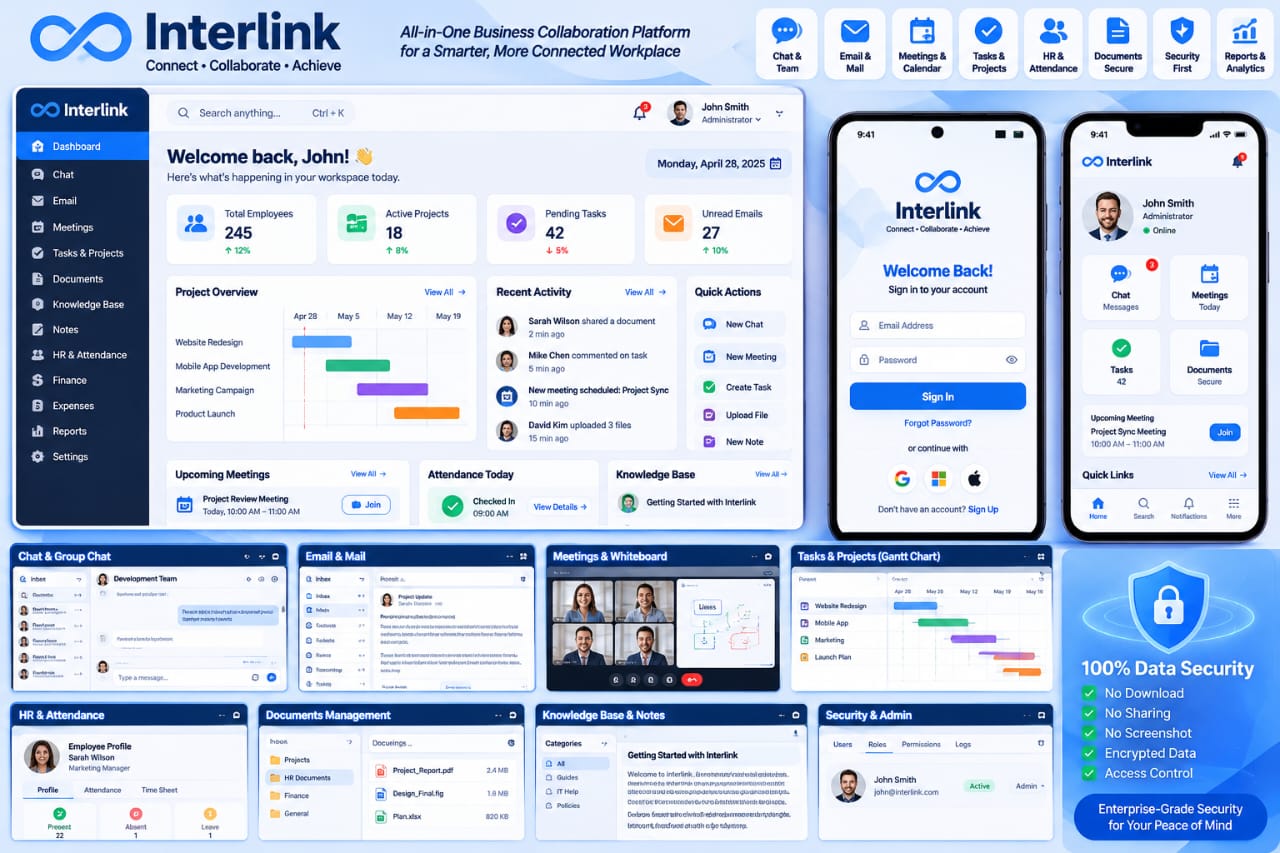 Interlink
Connect • Collaborate • Achieve
All-in-One Business Collaboration Platform
for a Smarter, More Connected Workplace
Chat &
Team
Email &
Mail
Meetings &
Calendar
Tasks &
Projects
HR &
Attendance
Documents
Secure
Security
First
Reports &
Analytics
Interlink
Dashboard
Chat
Email
Meetings
Tasks & Projects
Documents
Knowledge Base
Notes
HR & Attendance
Finance
Expenses
Reports
Settings
Search anything...
Ctrl + K
3
John Smith
Administrator
Welcome back, John! 👋
Here's what's happening in your workspace today.
Monday, April 28, 2025
Total Employees
245
↑ 12%
Active Projects
18
↑ 8%
Pending Tasks
42
↓ 5%
Unread Emails
27
↑ 10%
Project Overview
View All →
Apr 28 May 5 May 12 May 19
Website Redesign
Mobile App Development
Marketing Campaign
Product Launch
Recent Activity
View All →
Sarah Wilson shared a document
2 min ago
Mike Chen commented on task
5 min ago
New meeting scheduled: Project Sync
10 min ago
David Kim uploaded 3 files
15 min ago
Quick Actions
New Chat
New Meeting
Create Task
Upload File
New Note
Upcoming Meetings
View All →
Project Review Meeting
Today, 10:00 AM – 11:00 AM
Join
Attendance Today
Checked In
09:00 AM
View Details →
Knowledge Base
View All →
Getting Started with Interlink
9:41
Interlink
Connect • Collaborate • Achieve
Welcome Back!
Sign in to your account
Email Address
Password
Sign In
Forgot Password?
or continue with
Don't have an account? Sign Up
9:41
Interlink
John Smith
Administrator
Online
3
Chat
Messages
Meetings
Today
Tasks
42
Documents
Secure
Upcoming Meeting
Project Sync Meeting
10:00 AM – 11:00 AM
Join
Quick Links
View All →
Home
Search
More
Chat & Group Chat
Development Team
Type a message...
Email & Mail
Project Update
Meetings & Whiteboard
Tasks & Projects (Gantt Chart)
Apr 28 May 20 May 12 May 19 May 16
Website Redesign
Mobile App
Marketing
Launch Plan
100% Data Security
No Download
No Sharing
No Screenshot
Encrypted Data
Access Control
Enterprise-Grade Security
for Your Peace of Mind
HR & Attendance
Employee Profile
Sarah Wilson
Marketing Manager
Profile
Attendance
Time Sheet
Present
22
Absent
1
Leave
1
Documents Management
Projects
HR Documents
Finance
General
Project_Report.pdf
2.4 MB
Design_Final.fig
1.8 MB
Plan.xlsx
820 KB
Knowledge Base & Notes
Categories
All
Guides
IT Help
Policies
Getting Started with Interlink
Welcome to interlink,
Security & Admin
Users
Roles
Permissions
Logs
John Smith
john@interlink.com
Active
Admin